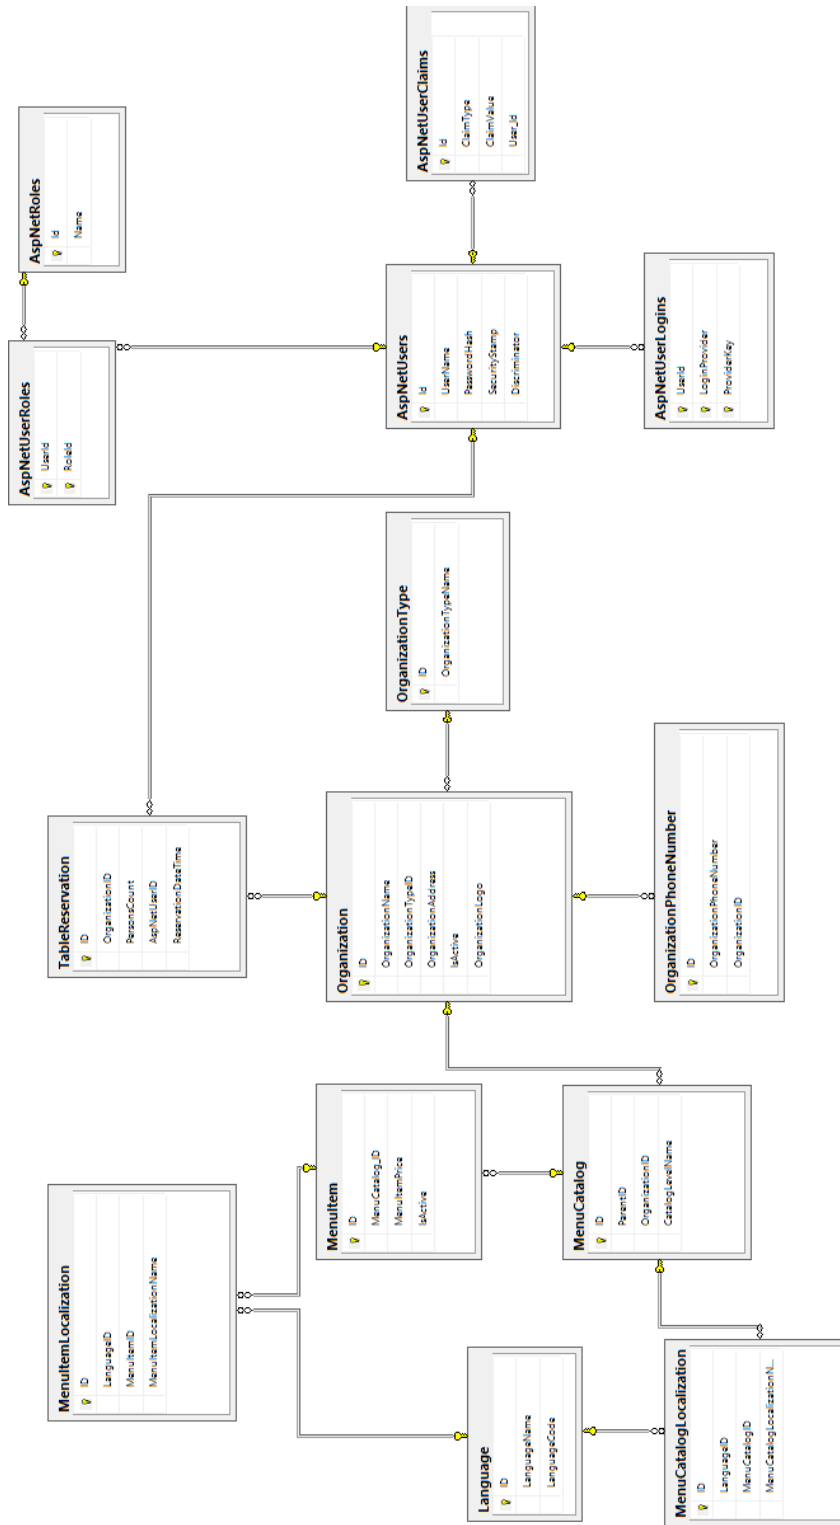 MenuItemLocalization
ID
LanguageID
MenuItemID
MenuItemLocalizationName
TableReservation
ID
OrganizationID
PersonsCount
AspNetUserID
ReservationDateTime
AspNetUserRoles
UserId
RoleId
AspNetRoles
Id
Name
MenuItem
ID
MenuCatalog_ID
MenuItemPrice
IsActive
Organization
ID
OrganizationName
OrganizationTypeID
OrganizationAddress
IsActive
OrganizationLogo
OrganizationType
ID
OrganizationTypeName
AspNetUsers
Id
UserName
PasswordHash
SecurityStamp
Discriminator
AspNetUserClaims
Id
ClaimType
ClaimValue
User_Id
Language
ID
LanguageName
LanguageCode
MenuCatalog
ID
ParentID
OrganizationID
CatalogLevelName
OrganizationPhoneNumber
ID
OrganizationPhoneNumber
OrganizationID
AspNetUserLogins
UserId
LoginProvider
ProviderKey
MenuCatalogLocalization
ID
LanguageID
MenuCatalogID
MenuCatalogLocalizationN...